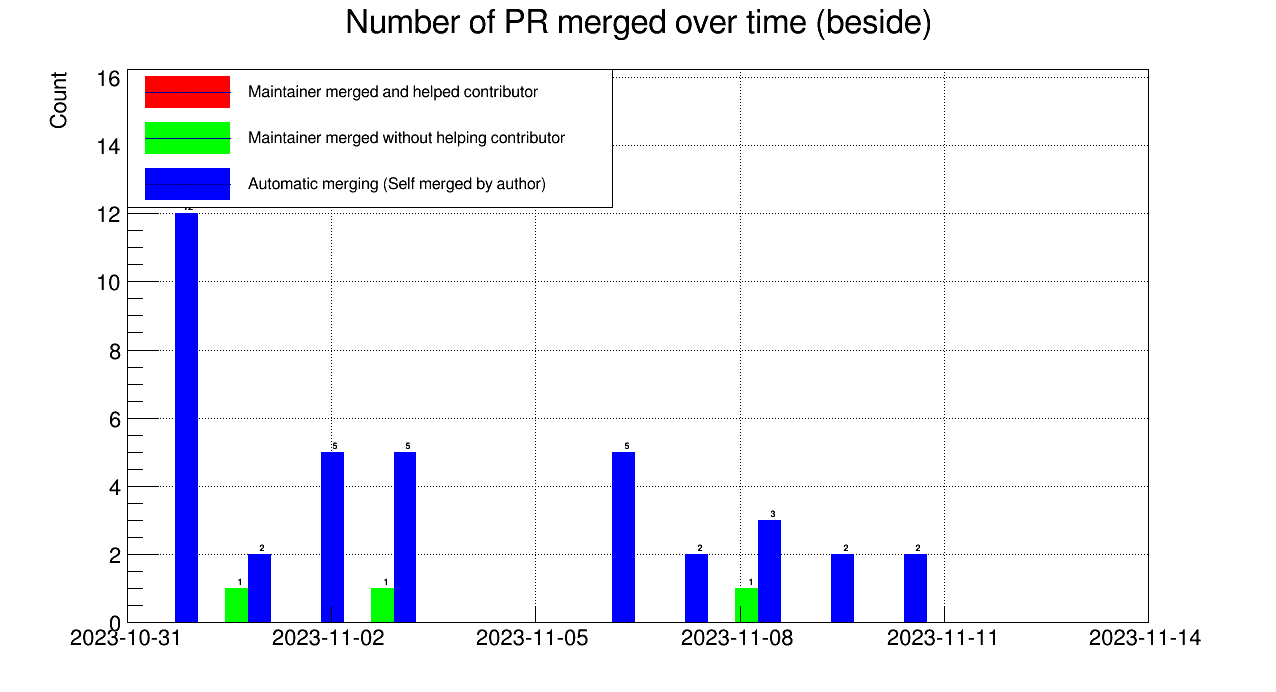 Number of PR merged over time (beside)
Count
16
Maintainer merged and helped contributor
14
Maintainer merged without helping contributor
Automatic merging (Self merged by author)
12
10
8
6
5 5 5
4
3
2
2 2 2 2 2
1 1 1
0
2023-10-31 2023-11-02 2023-11-05 2023-11-08 2023-11-11 2023-11-14